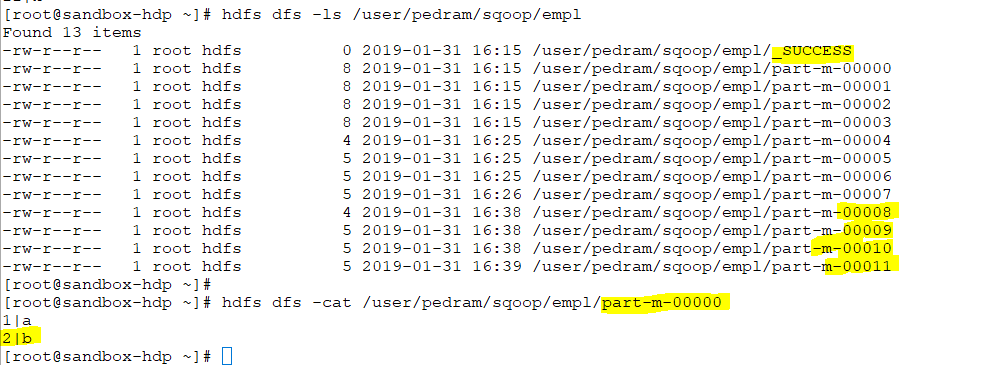 [root@sandbox-hdp ~]# hdfs dfs -ls /user/pedram/sqoop/empl
Found 13 items
-rw-r--r--   1 root hdfs          0 2019-01-31 16:15 /user/pedram/sqoop/empl/_SUCCESS
-rw-r--r--   1 root hdfs          8 2019-01-31 16:15 /user/pedram/sqoop/empl/part-m-00000
-rw-r--r--   1 root hdfs          8 2019-01-31 16:15 /user/pedram/sqoop/empl/part-m-00001
-rw-r--r--   1 root hdfs          8 2019-01-31 16:15 /user/pedram/sqoop/empl/part-m-00002
-rw-r--r--   1 root hdfs          8 2019-01-31 16:15 /user/pedram/sqoop/empl/part-m-00003
-rw-r--r--   1 root hdfs          4 2019-01-31 16:25 /user/pedram/sqoop/empl/part-m-00004
-rw-r--r--   1 root hdfs          5 2019-01-31 16:25 /user/pedram/sqoop/empl/part-m-00005
-rw-r--r--   1 root hdfs          5 2019-01-31 16:25 /user/pedram/sqoop/empl/part-m-00006
-rw-r--r--   1 root hdfs          5 2019-01-31 16:26 /user/pedram/sqoop/empl/part-m-00007
-rw-r--r--   1 root hdfs          4 2019-01-31 16:38 /user/pedram/sqoop/empl/part-m-00008
-rw-r--r--   1 root hdfs          5 2019-01-31 16:38 /user/pedram/sqoop/empl/part-m-00009
-rw-r--r--   1 root hdfs          5 2019-01-31 16:38 /user/pedram/sqoop/empl/part-m-00010
-rw-r--r--   1 root hdfs          5 2019-01-31 16:39 /user/pedram/sqoop/empl/part-m-00011
[root@sandbox-hdp ~]#
[root@sandbox-hdp ~]# hdfs dfs -cat /user/pedram/sqoop/empl/part-m-00000
1|a
2|b
[root@sandbox-hdp ~]#